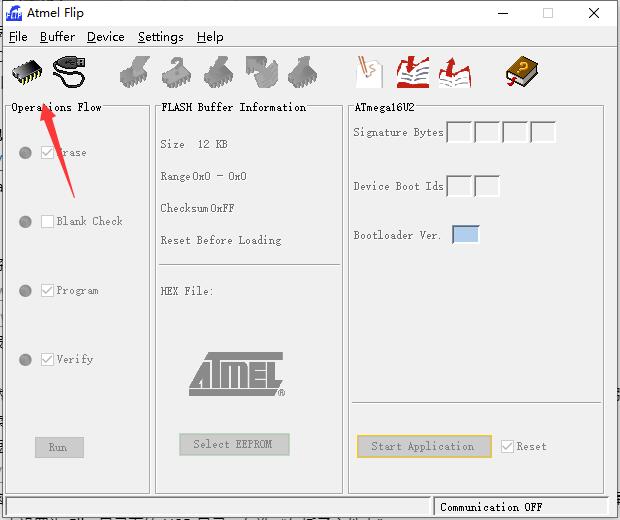 Atmel Flip
File Buffer Device Settings Help
Operations Flow
Erase
Blank Check
Program
Verify
Run
FLASH Buffer Information
Size 12 KB
Range 0x0 - 0x0
Checksum 0xFF
Reset Before Loading
HEX File:
ATMEL
Select EEPROM
ATmega16U2
Signature Bytes
Device Boot Ids
Bootloader Ver.
Start Application
Reset
Communication OFF